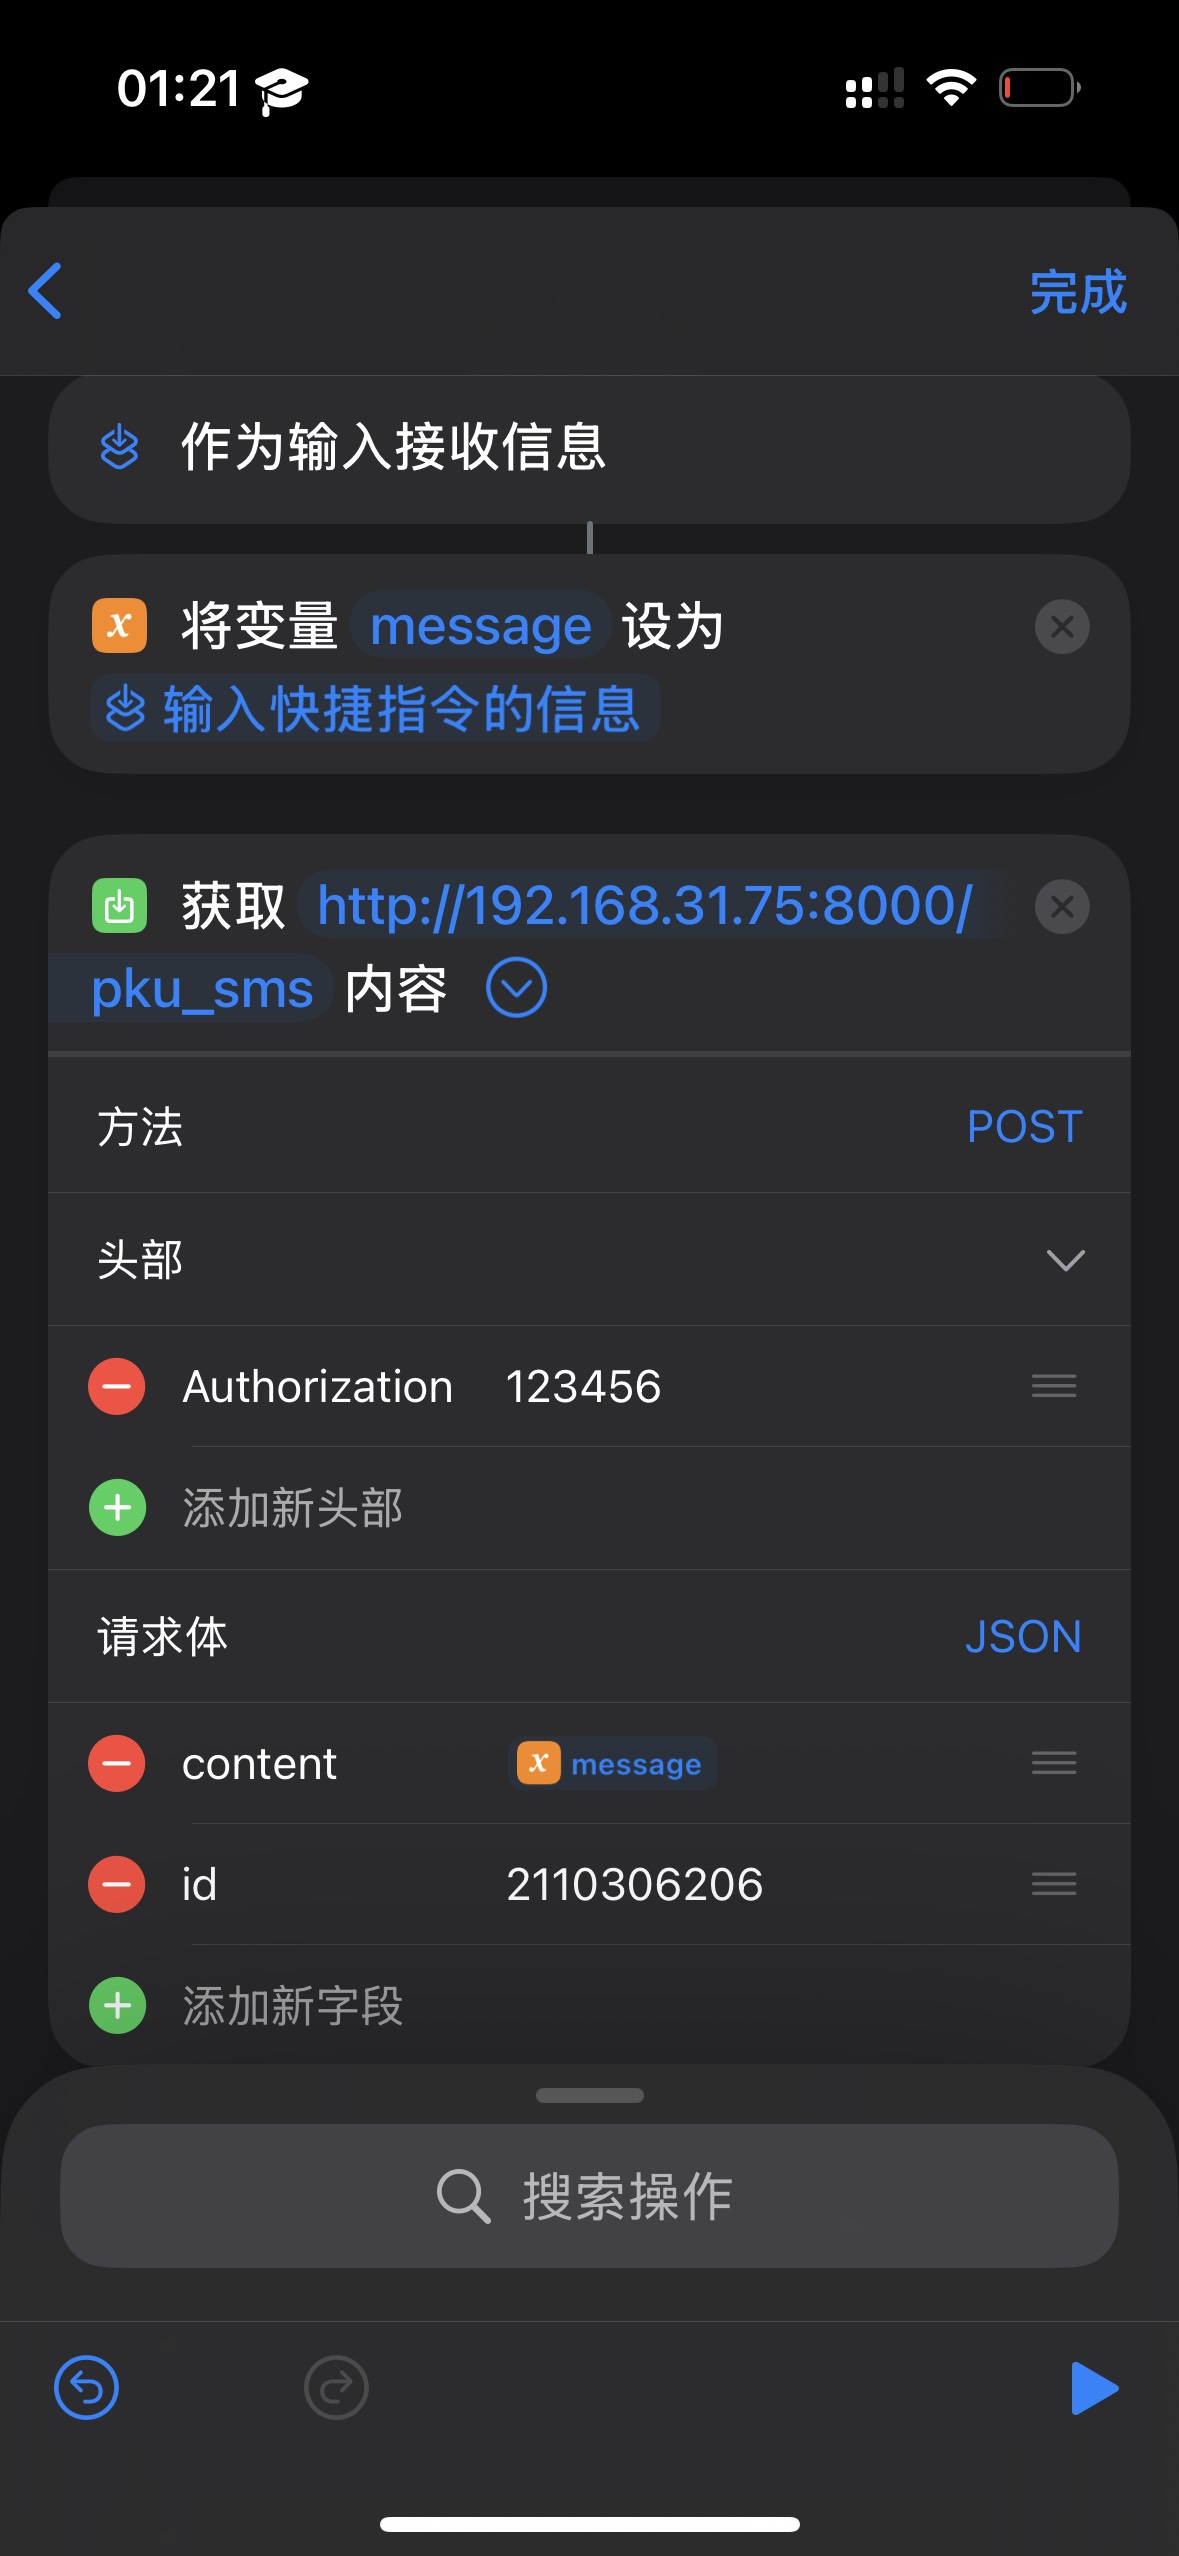 01:21
完成
作为输入接收信息
将变量 message 设为
输入快捷指令的信息
获取 http://192.168.31.75:8000/
pku_sms 内容
方法 POST
头部
Authorization 123456
添加新头部
请求体 JSON
content message
id 2110306206
添加新字段
搜索操作